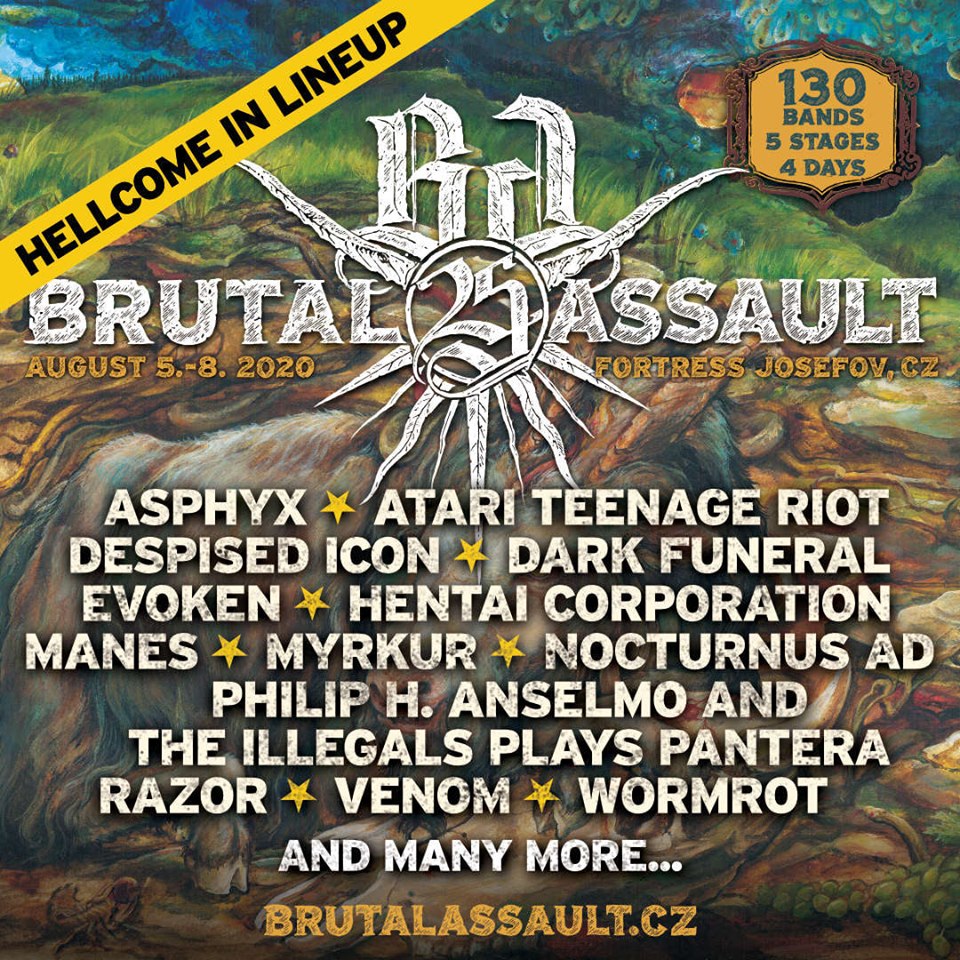 HELLCOME IN LINEUP
130
BANDS
5 STAGES
4 DAYS
BA
BRUTAL 25 ASSAULT
AUGUST 5.-8. 2020
FORTRESS JOSEFOV, CZ
ASPHYX ATARI TEENAGE RIOT
DESPISED ICON DARK FUNERAL
EVOKEN HENTAI CORPORATION
MANES MYRKUR NOCTURNUS AD
PHILIP H. ANSELMO AND
THE ILLEGALS PLAYS PANTERA
RAZOR VENOM WORMROT
AND MANY MORE...
BRUTALASSAULT.CZ